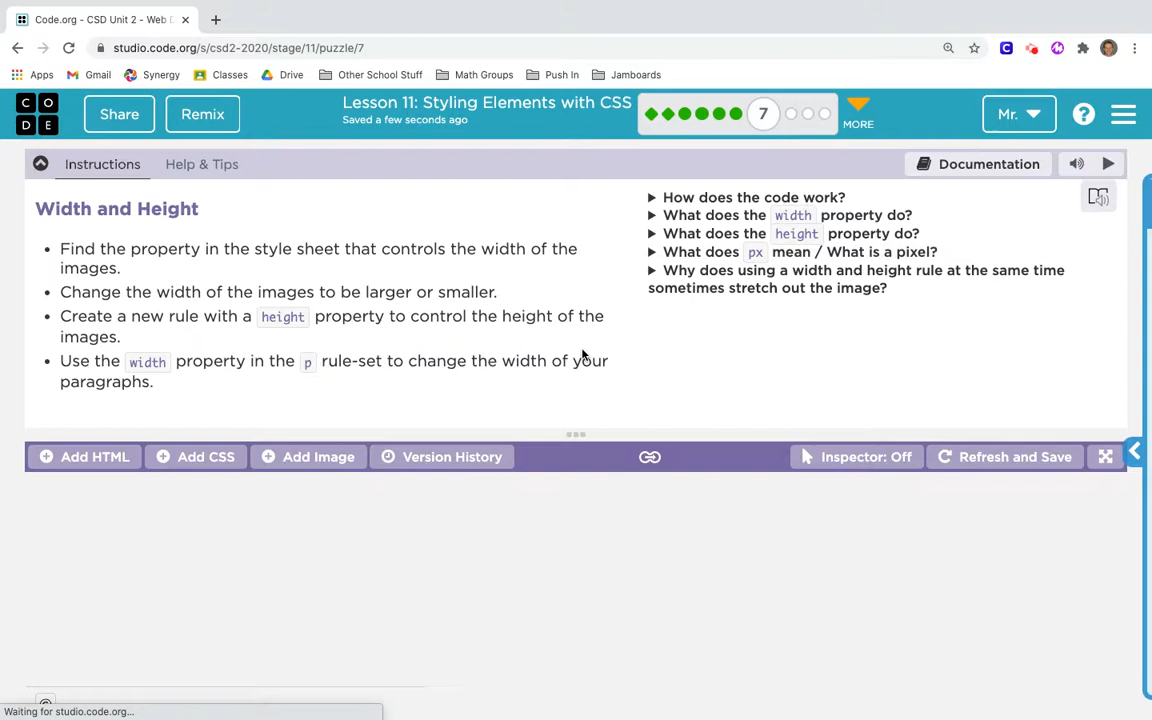 Code.org - CSD Unit 2 - Web D
studio.code.org/s/csd2-2020/stage/11/puzzle/7
Apps Gmail Synergy Classes Drive Other School Stuff Math Groups Push In Jamboards
CODE Share Remix Lesson 11: Styling Elements with CSS 7 MORE Mr. ?
Saved a few seconds ago
Instructions Help & Tips Documentation
Width and Height
Find the property in the style sheet that controls the width of the
images.
Change the width of the images to be larger or smaller.
Create a new rule with a height property to control the height of the
images.
Use the width property in the p rule-set to change the width of your
paragraphs.
How does the code work?
What does the width property do?
What does the height property do?
What does px mean / What is a pixel?
Why does using a width and height rule at the same time
sometimes stretch out the image?
Add HTML Add CSS Add Image Version History Inspector: Off Refresh and Save
Waiting for studio.code.org...